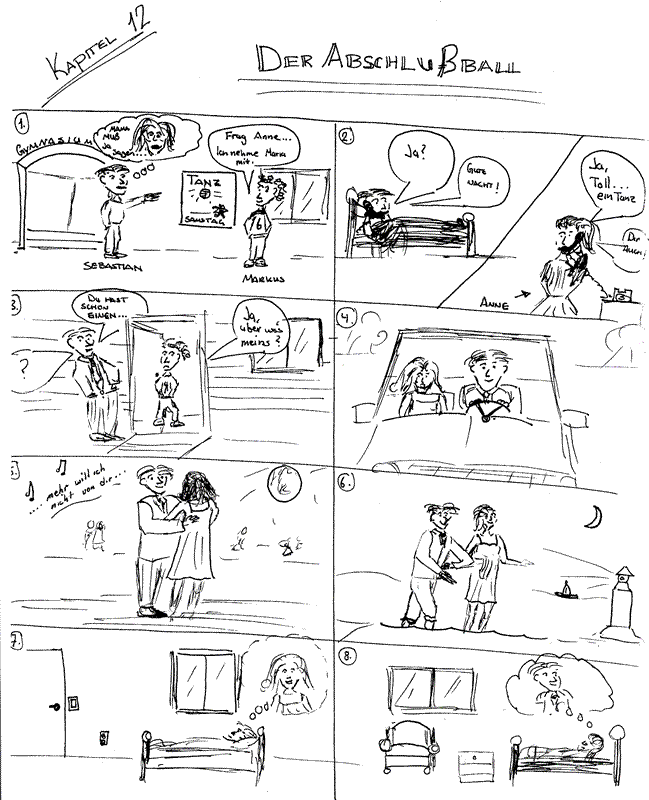 KAPITEL 12
DER ABSCHLUßBALL
1.
GYMNASIUM
MAMA
MUß
JA
SAGEN....
TANZ
SAMSTAG
SEBASTIAN
Frag Anne...
Ich nehme Maria
mit.
6
MARKUS
2.
Ja?
GUTE
NACHT!
Ja,
Toll...
ein Tanz
ANNE
3.
DU HAST
SCHON
EINEN...
?
Ja,
über was
meins?
4.
5.
.... mehr will ich
nicht von dir...
6.
7.
8.